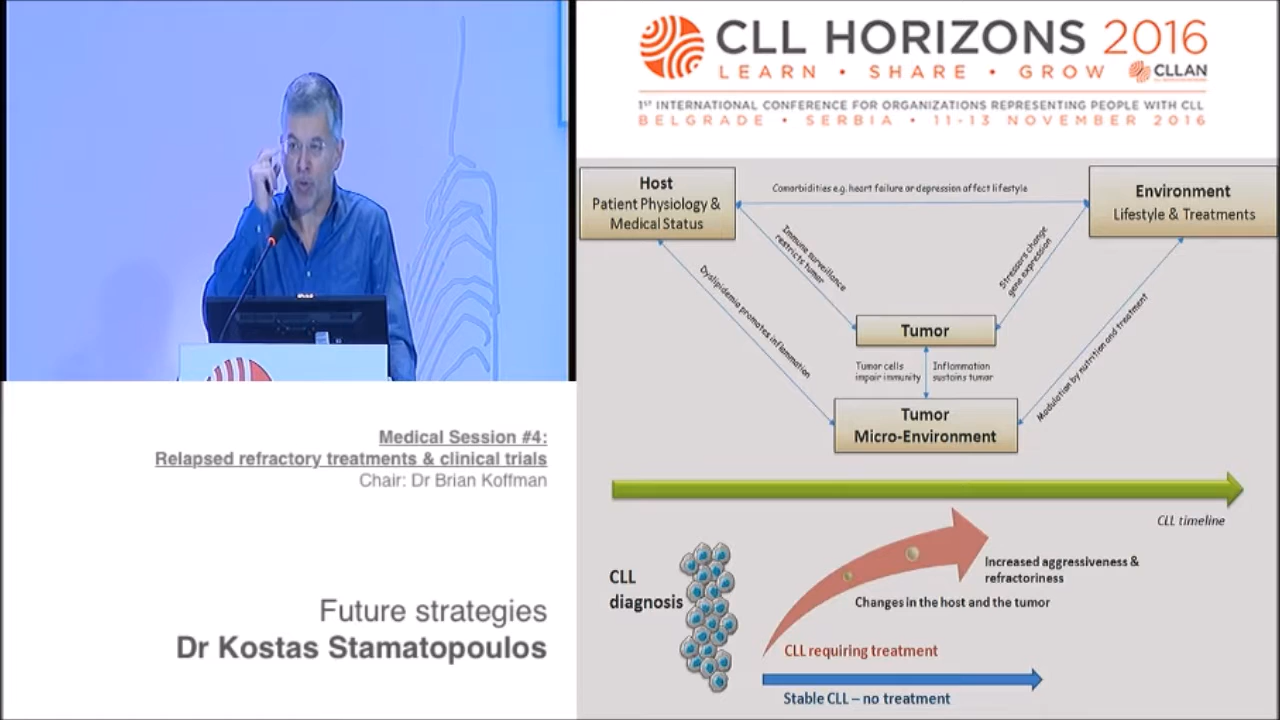 CLL HORIZONS 2016
LEARN • SHARE • GROW
CLLAN
1ST INTERNATIONAL CONFERENCE FOR ORGANIZATIONS REPRESENTING PEOPLE WITH CLL
BELGRADE • SERBIA • 11-13 NOVEMBER 2016
Host
Patient Physiology &
Medical Status
Comorbidities e.g. heart failure or depression affect lifestyle
Environment
Lifestyle & Treatments
Immune surveillance
restricts tumor
Stressors change
gene expression
Dyslipidemia promotes inflammation
Modulation by nutrition and treatment
Tumor
Tumor cells
impair immunity
Inflammation
sustains tumor
Tumor
Micro-Environment
CLL timeline
CLL
diagnosis
Increased aggressiveness &
refractoriness
Changes in the host and the tumor
CLL requiring treatment
Stable CLL – no treatment
Medical Session #4:
Relapsed refractory treatments & clinical trials
Chair: Dr Brian Koffman
Future strategies
Dr Kostas Stamatopoulos